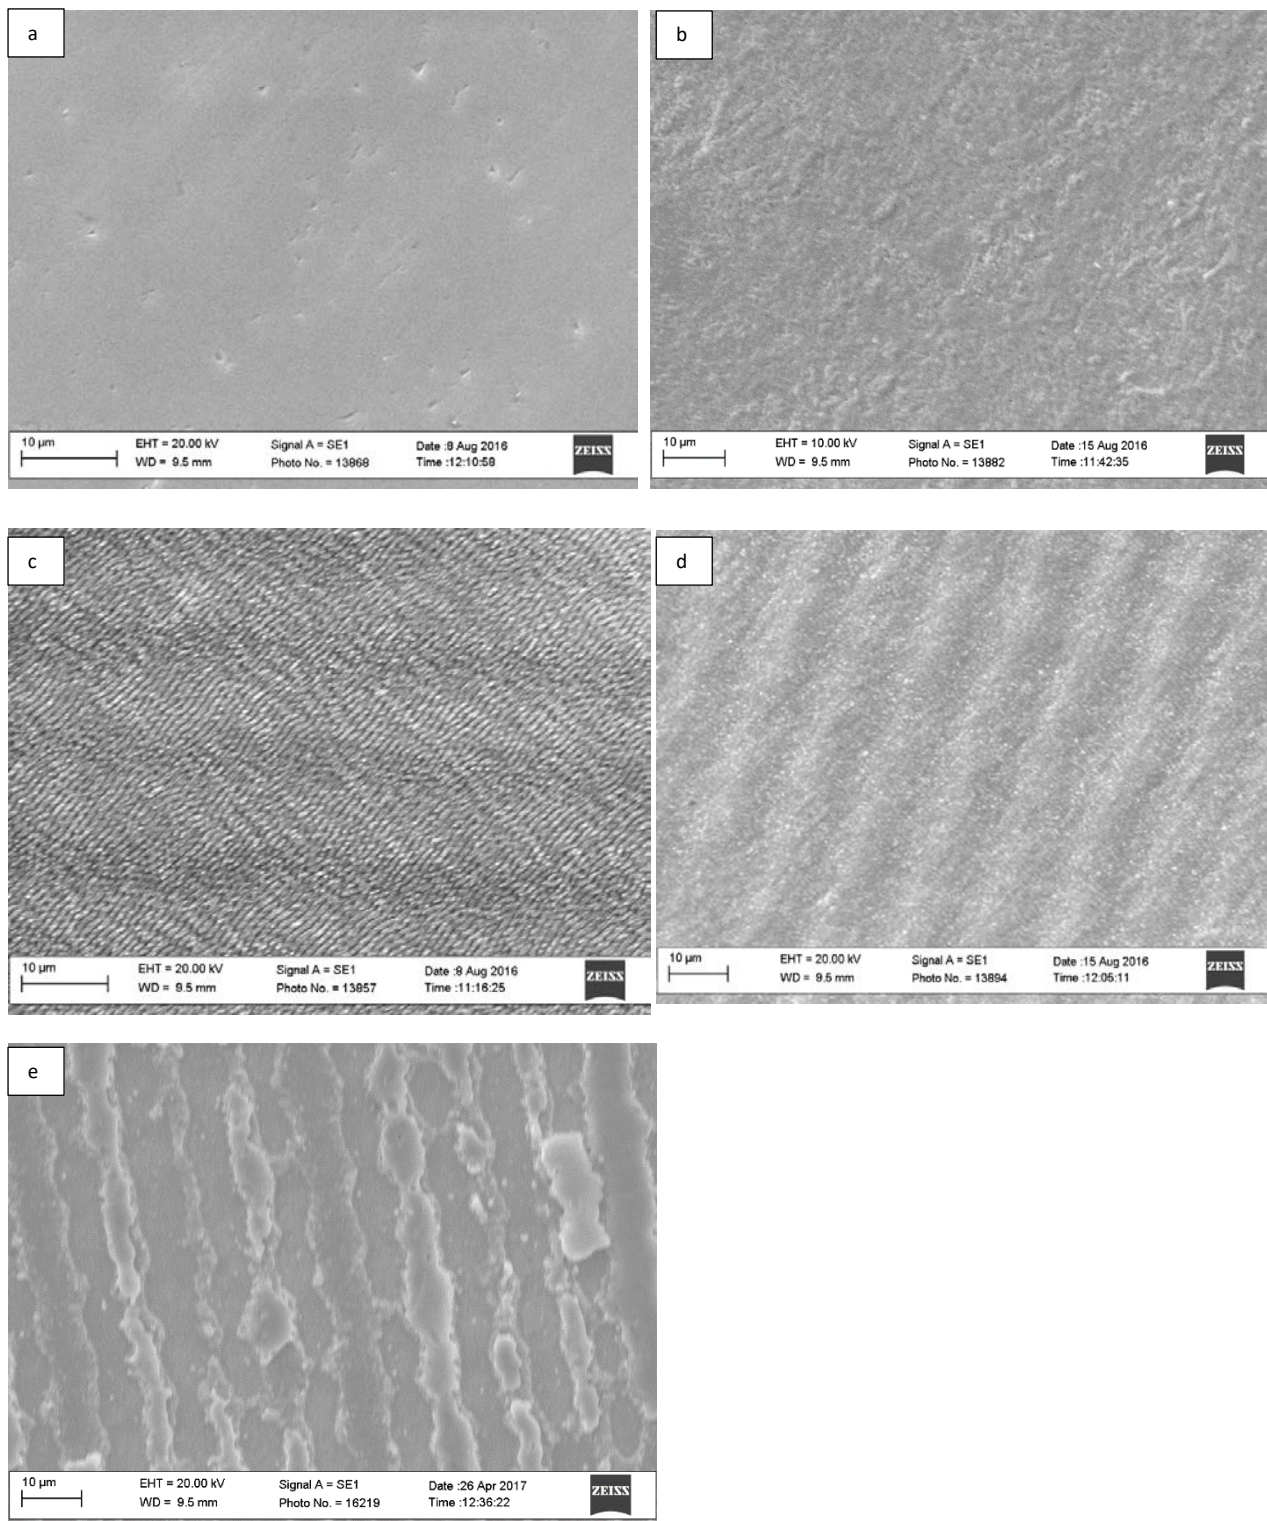 a
10 µm
EHT = 20.00 kV
Signal A = SE1
Date :8 Aug 2016
WD = 9.5 mm
Photo No. = 13868
Time :12:10:58
ZEISS
b
10 µm
EHT = 10.00 kV
Signal A = SE1
Date :15 Aug 2016
WD = 9.5 mm
Photo No. = 13882
Time :11:42:35
ZEISS
c
10 µm
EHT = 20.00 kV
Signal A = SE1
Date :8 Aug 2016
WD = 9.5 mm
Photo No. = 13857
Time :11:16:25
ZEISS
d
10 µm
EHT = 20.00 kV
Signal A = SE1
Date :15 Aug 2016
WD = 9.5 mm
Photo No. = 13894
Time :12:05:11
ZEISS
e
10 µm
EHT = 20.00 kV
Signal A = SE1
Date :26 Apr 2017
WD = 9.5 mm
Photo No. = 16219
Time :12:36:22
ZEISS